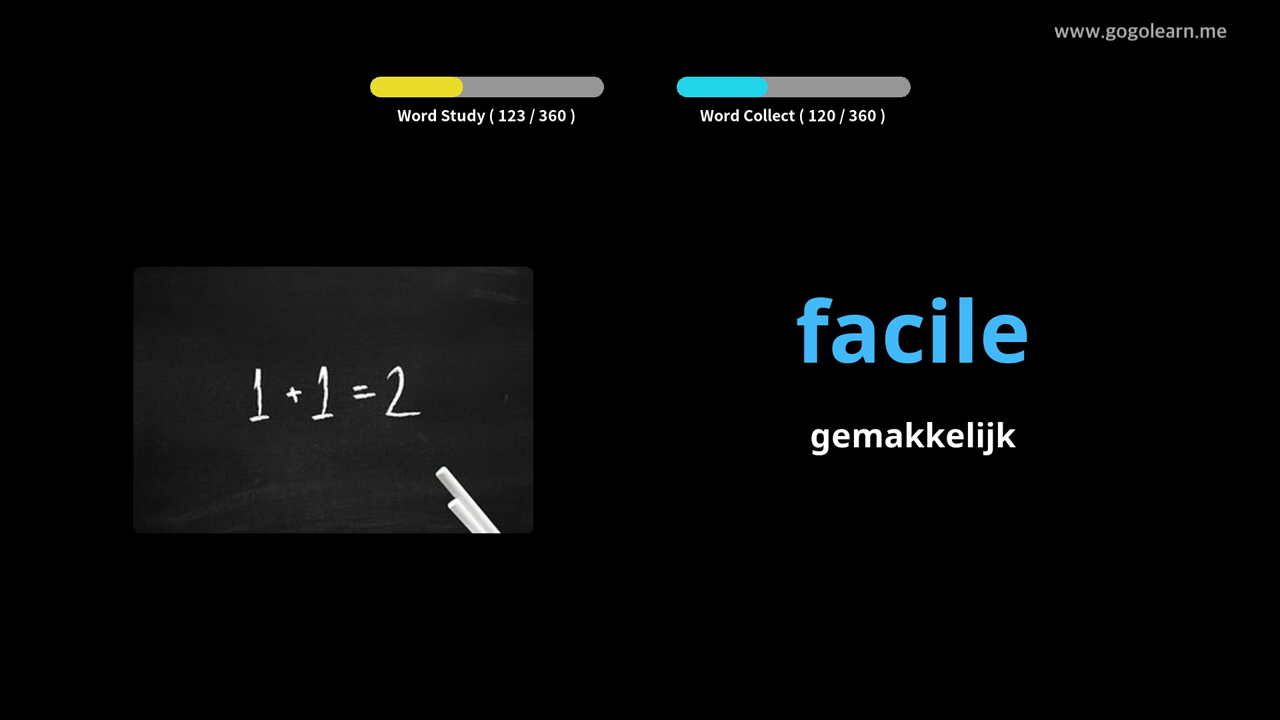 www.gogolearn.me
Word Study ( 123 / 360 )
Word Collect ( 120 / 360 )
1 + 1 = 2
facile
gemakkelijk